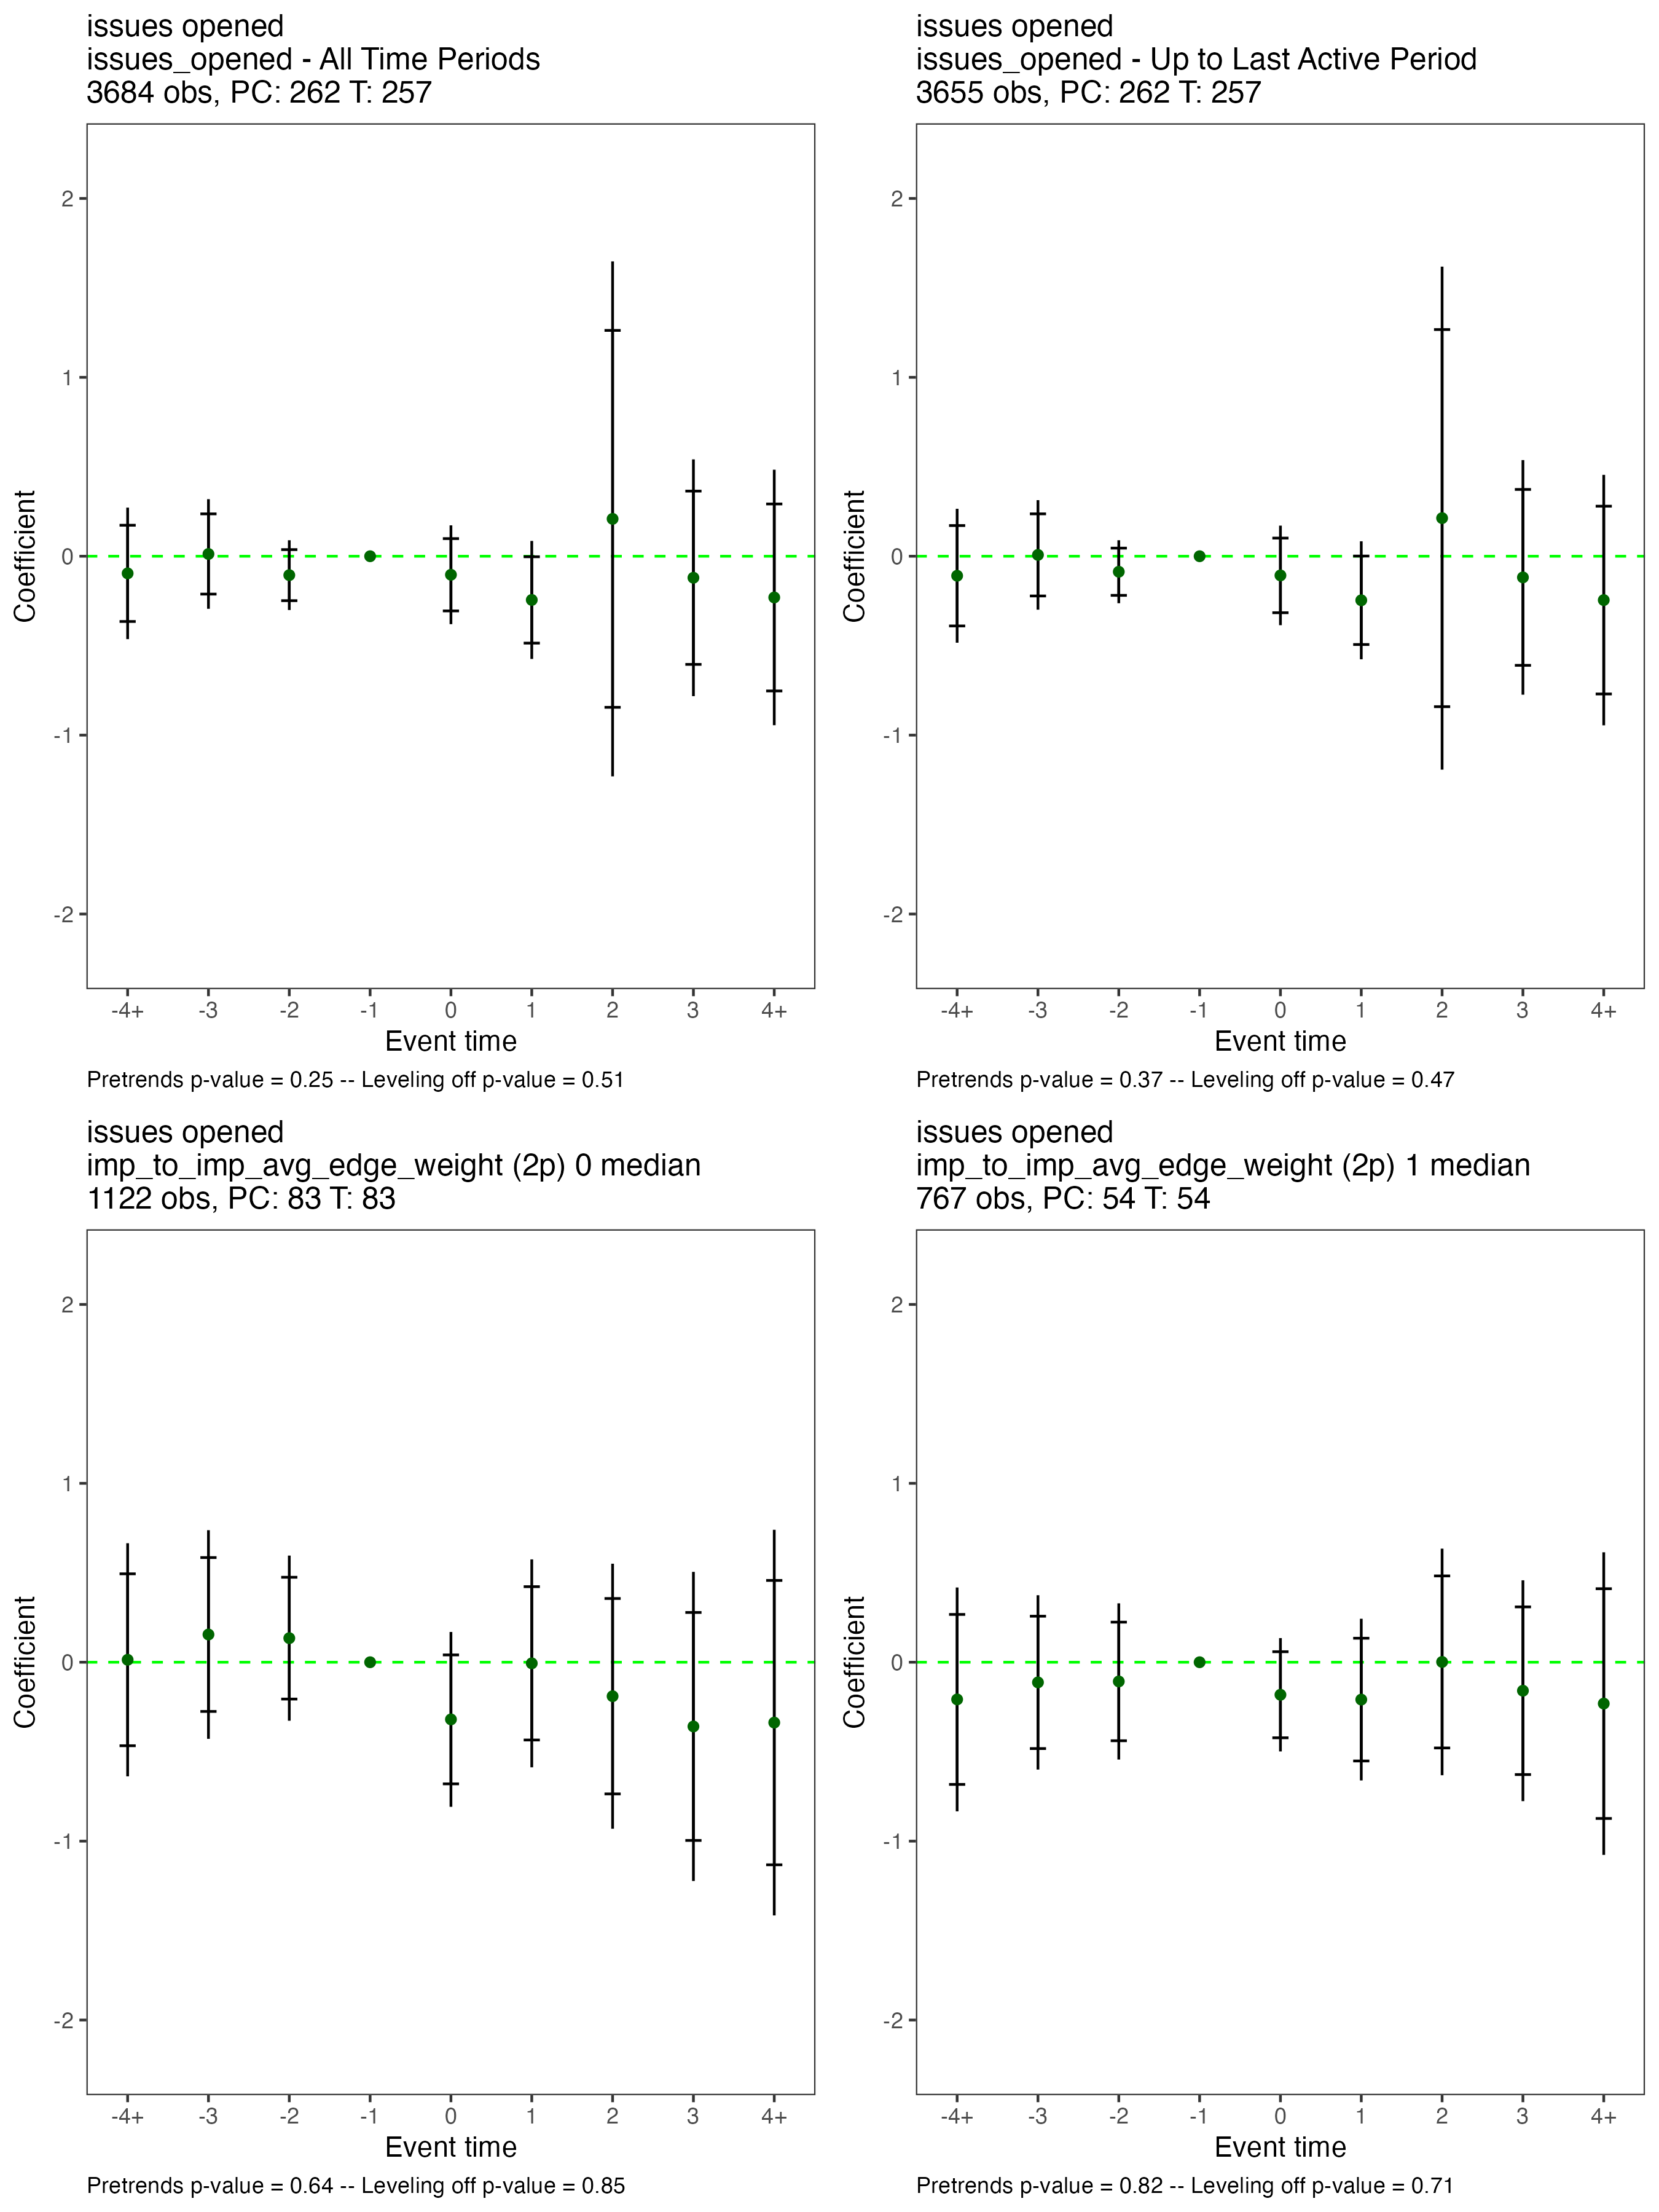 issues opened
issues_opened - All Time Periods
3684 obs, PC: 262 T: 257
Coefficient
2
1
0
-1
-2
-4+ -3 -2 -1 0 1 2 3 4+
Event time
Pretrends p-value = 0.25 -- Leveling off p-value = 0.51
issues opened
issues_opened - Up to Last Active Period
3655 obs, PC: 262 T: 257
Coefficient
2
1
0
-1
-2
-4+ -3 -2 -1 0 1 2 3 4+
Event time
Pretrends p-value = 0.37 -- Leveling off p-value = 0.47
issues opened
imp_to_imp_avg_edge_weight (2p) 0 median
1122 obs, PC: 83 T: 83
Coefficient
2
1
0
-1
-2
-4+ -3 -2 -1 0 1 2 3 4+
Event time
Pretrends p-value = 0.64 -- Leveling off p-value = 0.85
issues opened
imp_to_imp_avg_edge_weight (2p) 1 median
767 obs, PC: 54 T: 54
Coefficient
2
1
0
-1
-2
-4+ -3 -2 -1 0 1 2 3 4+
Event time
Pretrends p-value = 0.82 -- Leveling off p-value = 0.71